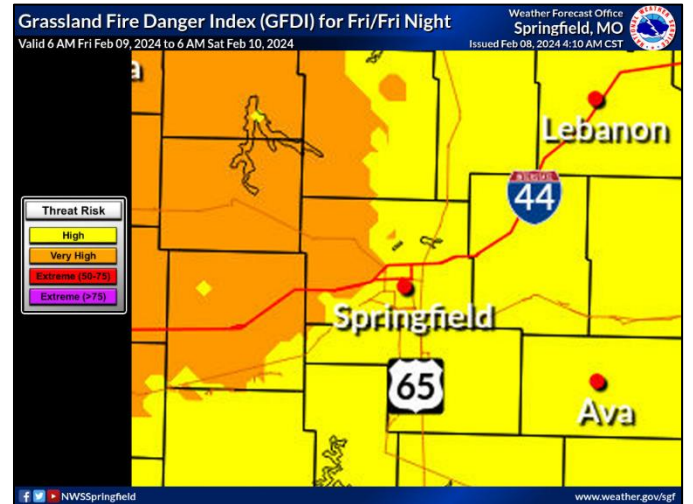 Grassland Fire Danger Index (GFDI) for Fri/Fri Night
Valid 6 AM Fri Feb 09, 2024 to 6 AM Sat Feb 10, 2024
Weather Forecast Office
Springfield, MO
Issued Feb 08, 2024 4:10 AM CST
a
Lebanon
INTERSTATE
44
Threat Risk
High
Very High
Extreme (50-75)
Extreme (>75)
Springfield
65
Ava
NWSSpringfield
www.weather.gov/sgf